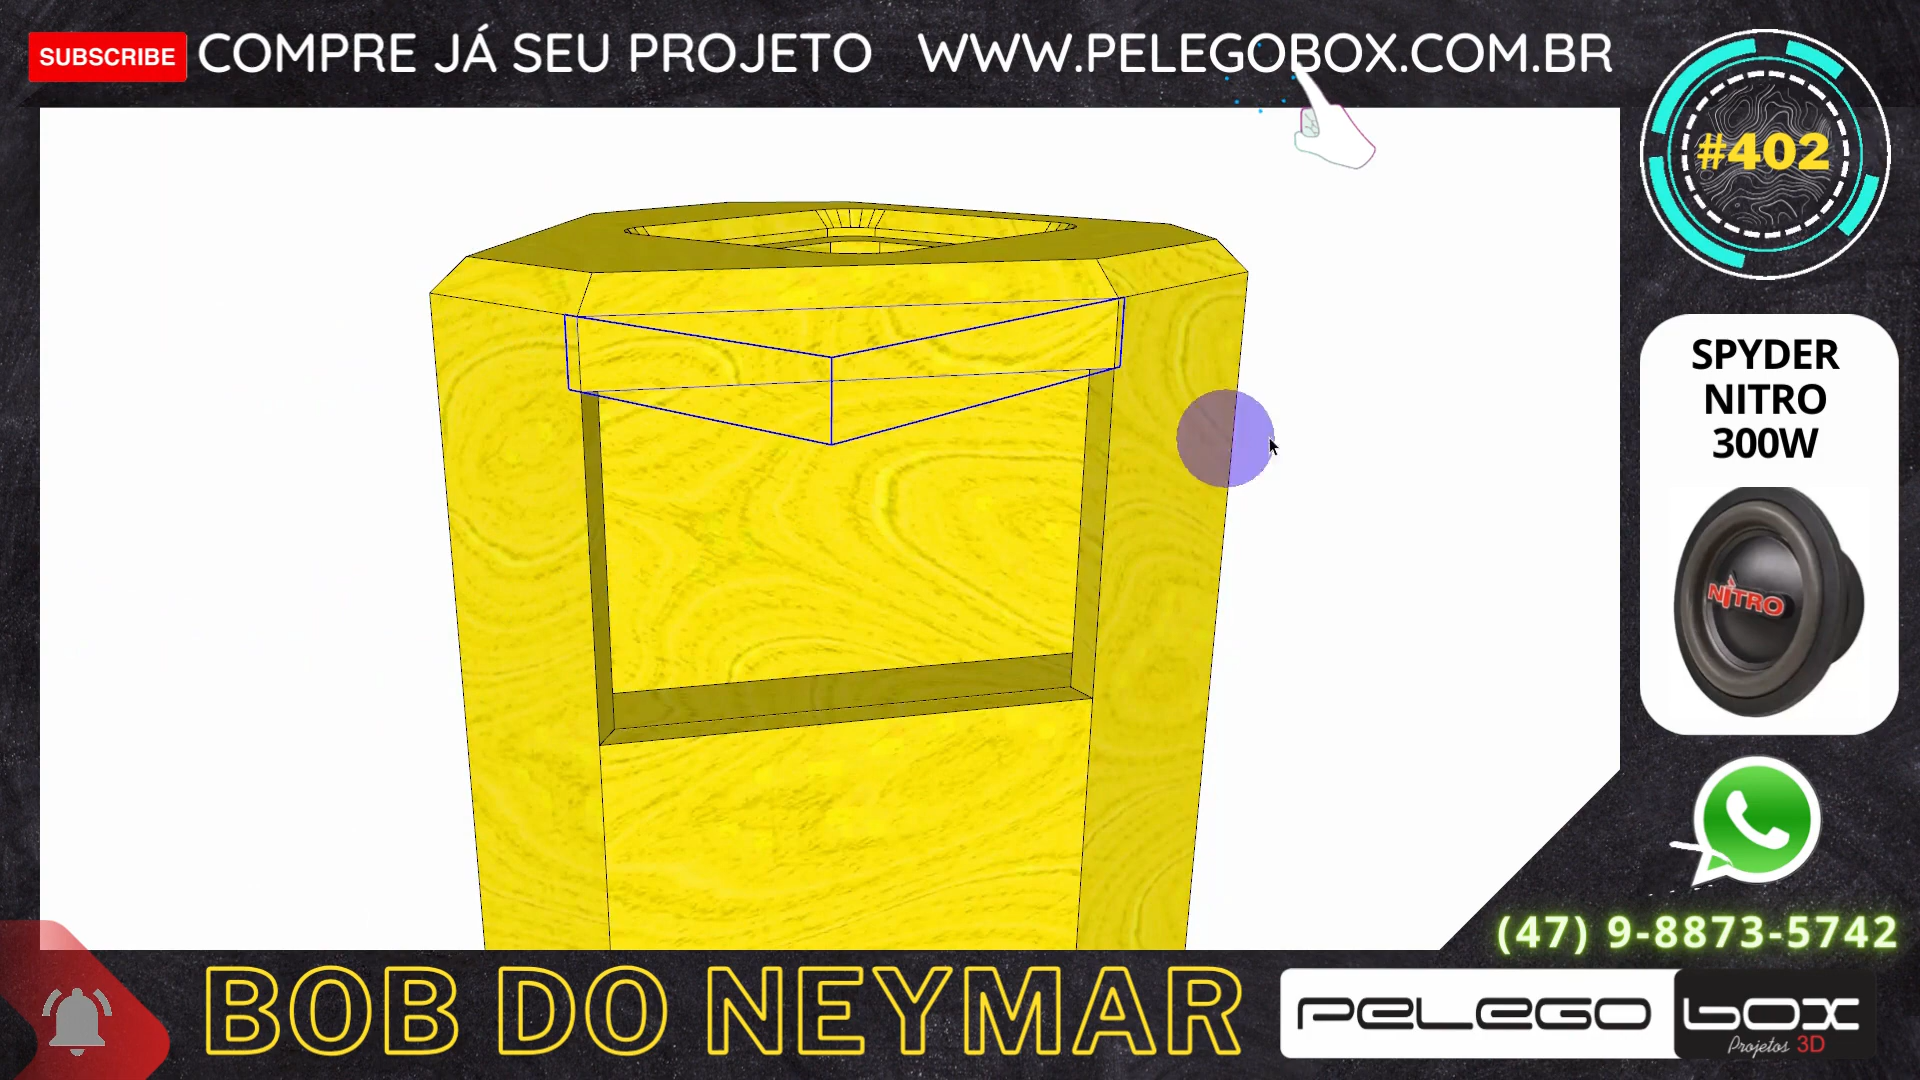 SUBSCRIBE COMPRE JÁ SEU PROJETO WWW.PELEGOBOX.COM.BR
#402
SPYDER
NITRO
300W
NITRO
(47) 9-8873-5742
BOB DO NEYMAR
PELEGO BOX
Projetos 3D